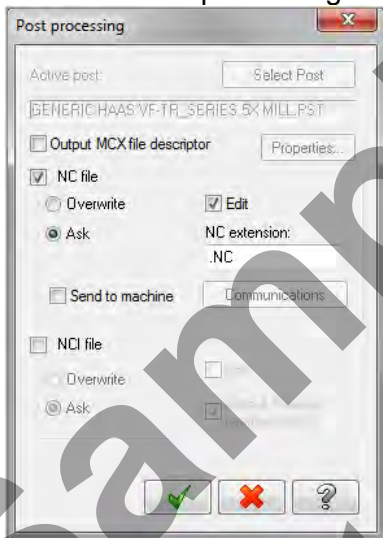 Post processing
Active post:
Select Post
GENERIC HAAS VF-TR_SERIES 5X MILL.PST
Output MCX file descriptor
Properties...
NC file
Overwrite
Edit
Ask
NC extension:
.NC
Send to machine
Communications
NCI file
Overwrite
Ask